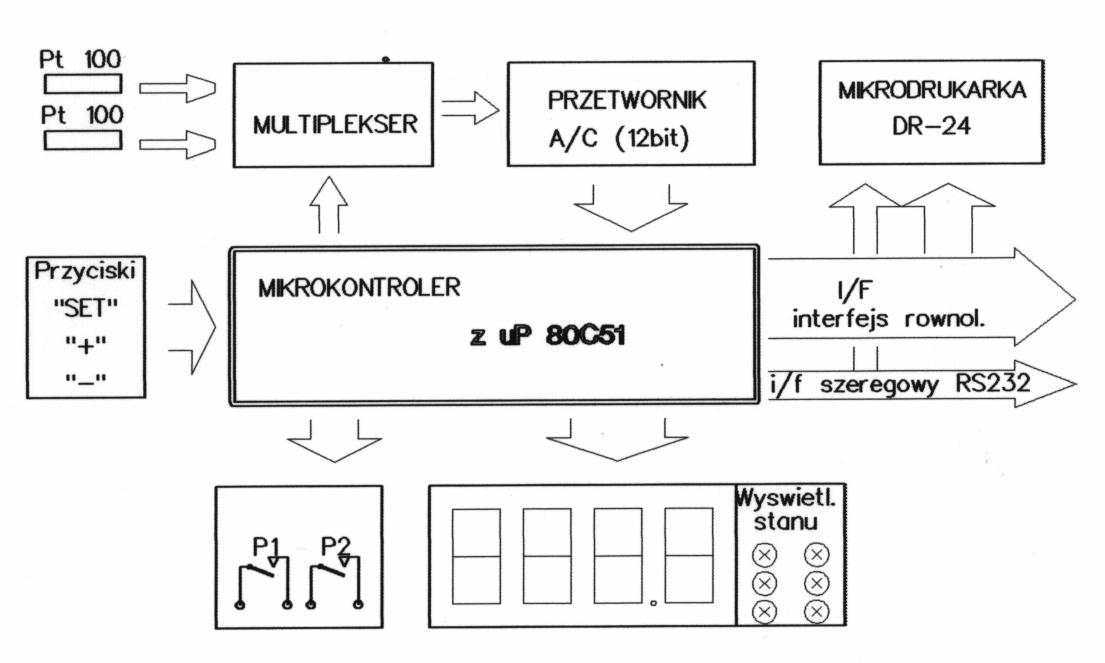 Pt 100
Pt 100
MULTIPLEKSER
PRZETWORNIK
A/C (12bit)
MIKRODRUKARKA
DR-24
Przyciski
"SET"
"+"
"-"
MIKROKONTROLER
z uP 80C51
I/F
interfejs rownol.
i/f szeregowy RS232
P1 P2
Wyswietl.
stanu